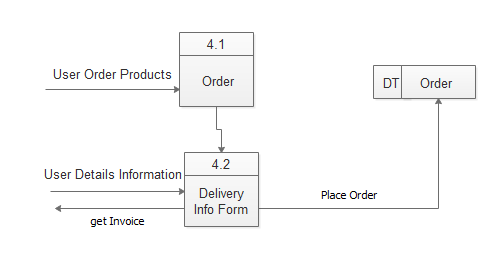 4.1
User Order Products
Order
DT Order
4.2
User Details Information
Delivery
Info Form
Place Order
get Invoice